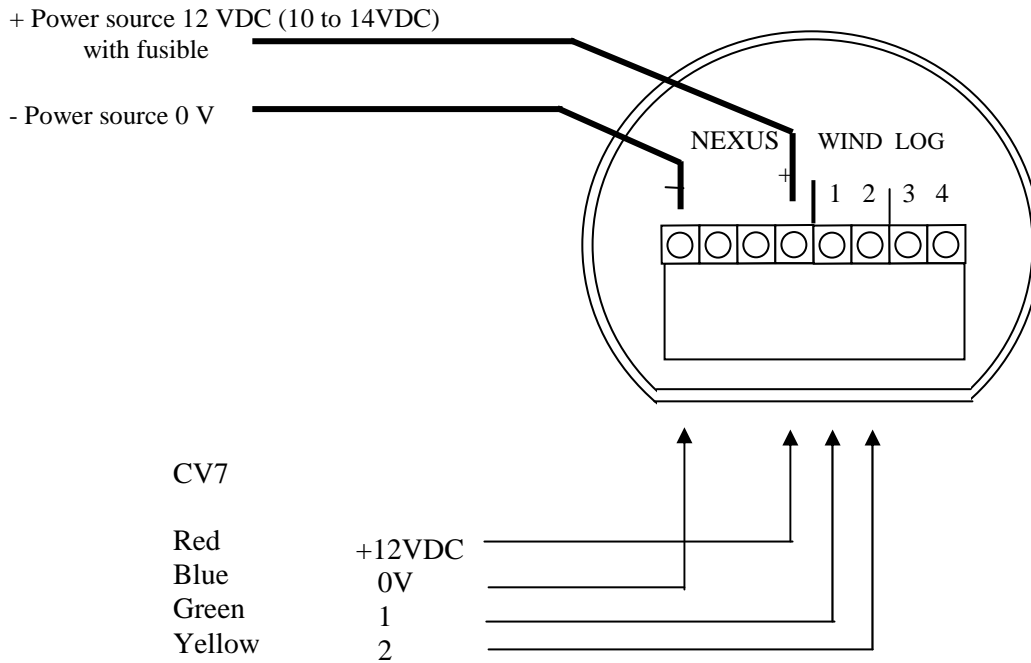 + Power source 12 VDC (10 to 14VDC)
with fusible
- Power source 0 V
NEXUS WIND LOG
- + 1 2 3 4
CV7
Red +12VDC
Blue 0V
Green 1
Yellow 2